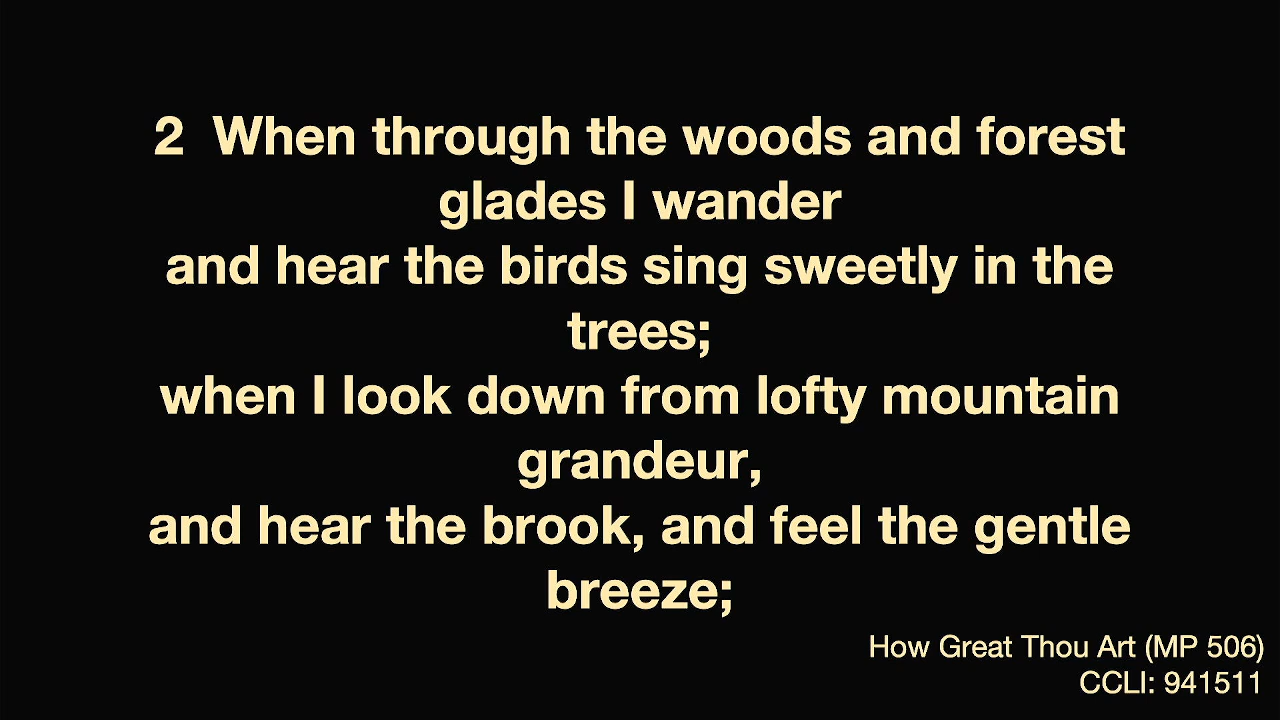 2  When through the woods and forest
glades I wander
and hear the birds sing sweetly in the
trees;
when I look down from lofty mountain
grandeur,
and hear the brook, and feel the gentle
breeze;
How Great Thou Art (MP 506)
CCLI: 941511